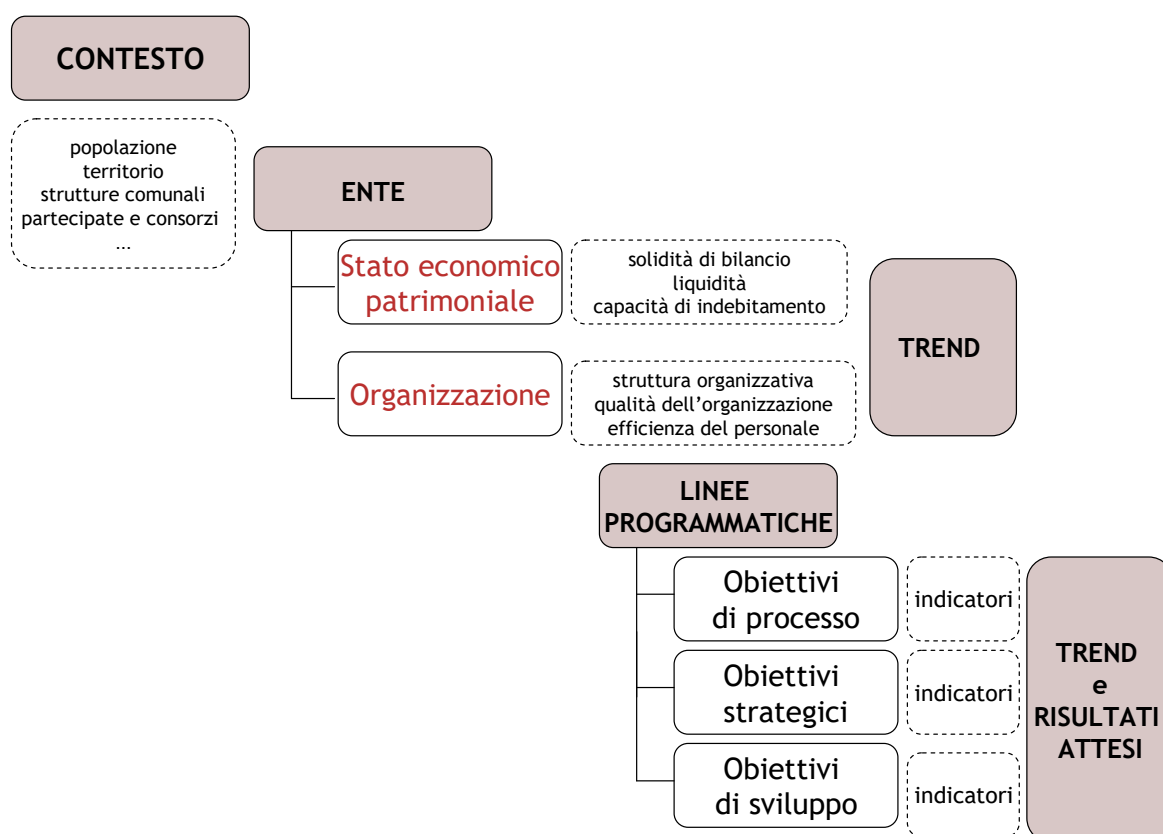 CONTESTO
popolazione
territorio
strutture comunali
partecipate e consorzi
...
ENTE
Stato economico
patrimoniale
solidità di bilancio
liquidità
capacità di indebitamento
TREND
Organizzazione
struttura organizzativa
qualità dell’organizzazione
efficienza del personale
LINEE
PROGRAMMATICHE
Obiettivi
di processo
indicatori
Obiettivi
strategici
indicatori
Obiettivi
di sviluppo
indicatori
TREND
e
RISULTATI
ATTESI